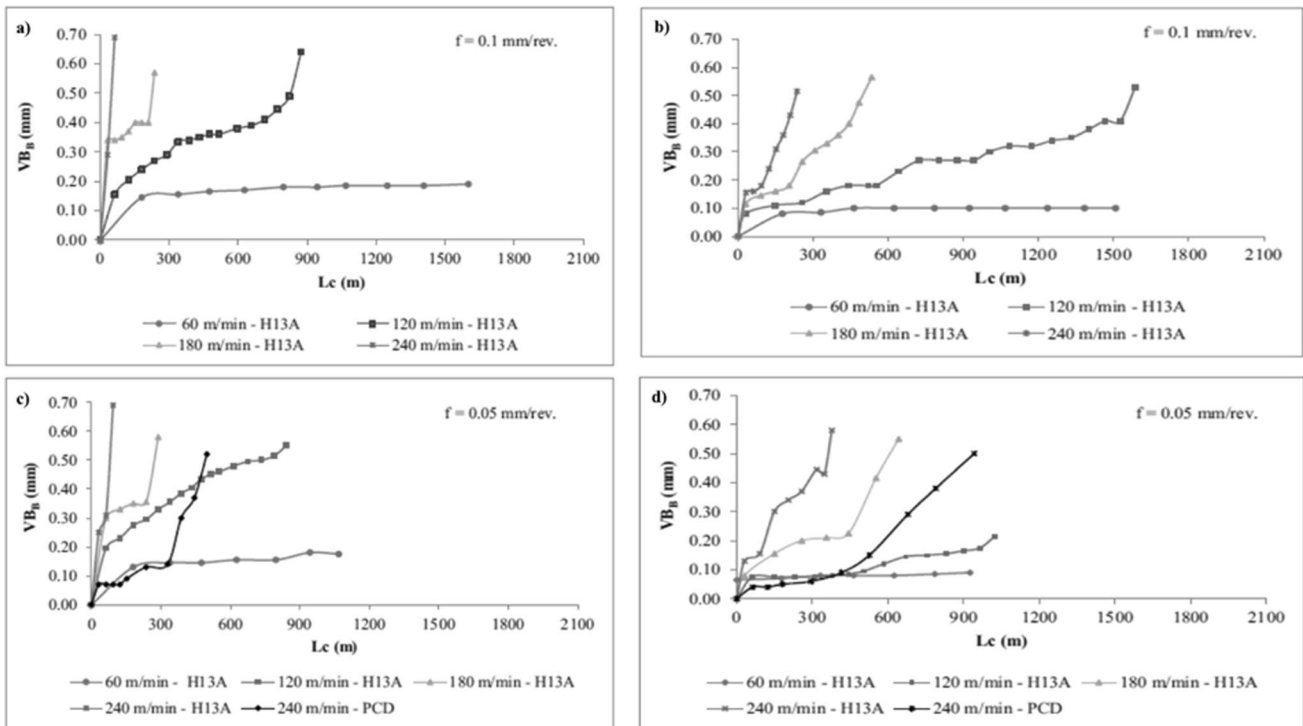 a)
f = 0.1 mm/rev.
VBB (mm)
0.70
0.60
0.50
0.40
0.30
0.20
0.10
0.00
0 300 600 900 1200 1500 1800 2100
Lc (m)
60 m/min - H13A 120 m/min - H13A
180 m/min - H13A 240 m/min - H13A
b)
f = 0.1 mm/rev.
VBB (mm)
0.70
0.60
0.50
0.40
0.30
0.20
0.10
0.00
0 300 600 900 1200 1500 1800 2100
Lc (m)
60 m/min - H13A 120 m/min - H13A
180 m/min - H13A 240 m/min - H13A
c)
f = 0.05 mm/rev.
VBB (mm)
0.70
0.60
0.50
0.40
0.30
0.20
0.10
0.00
0 300 600 900 1200 1500 1800 2100
Lc (m)
60 m/min - H13A 120 m/min - H13A 180 m/min - H13A
240 m/min - H13A 240 m/min - PCD
d)
f = 0.05 mm/rev.
VBB (mm)
0.70
0.60
0.50
0.40
0.30
0.20
0.10
0.00
0 300 600 900 1200 1500 1800 2100
Lc (m)
60 m/min - H13A 120 m/min - H13A 180 m/min - H13A
240 m/min - H13A 240 m/min - PCD